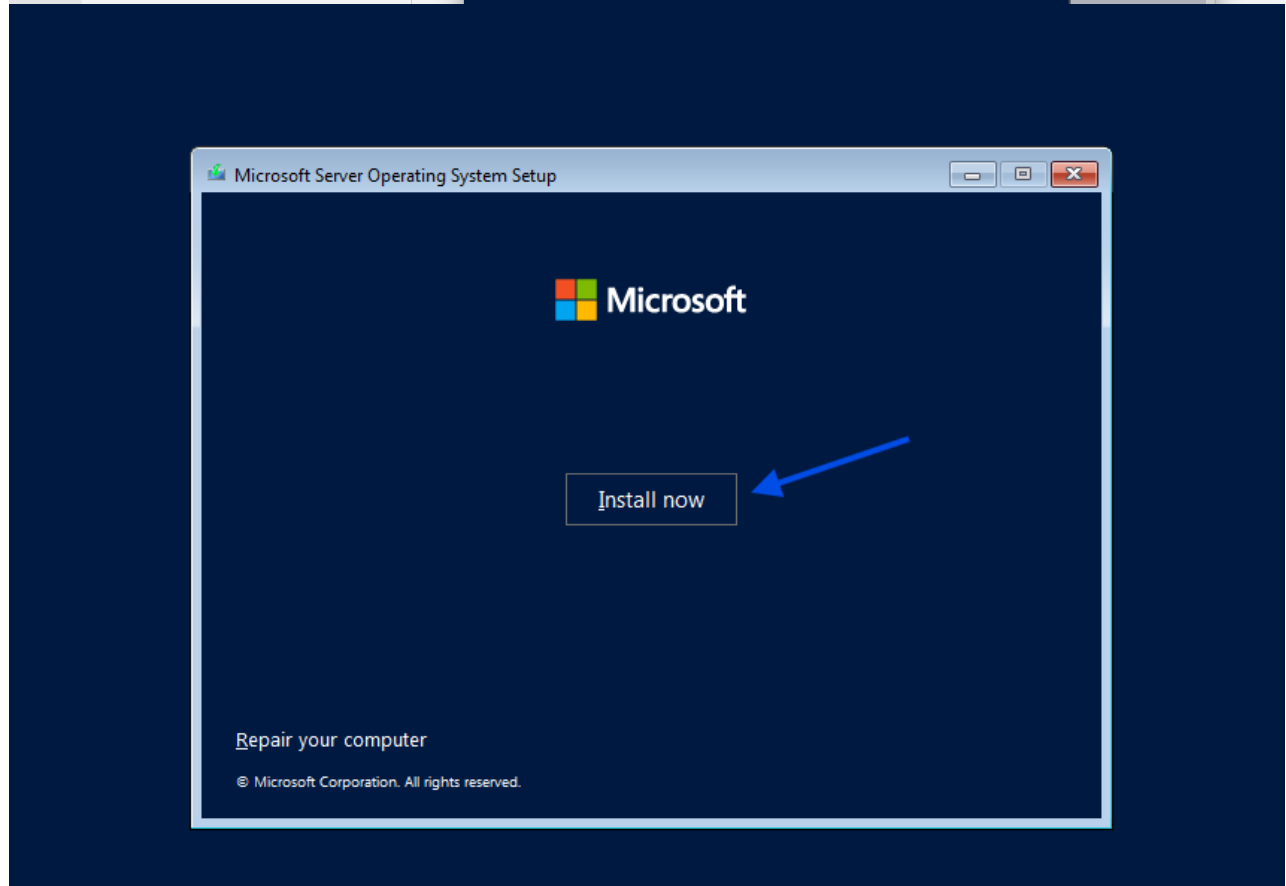 Microsoft Server Operating System Setup
Microsoft
Install now
Repair your computer
© Microsoft Corporation. All rights reserved.